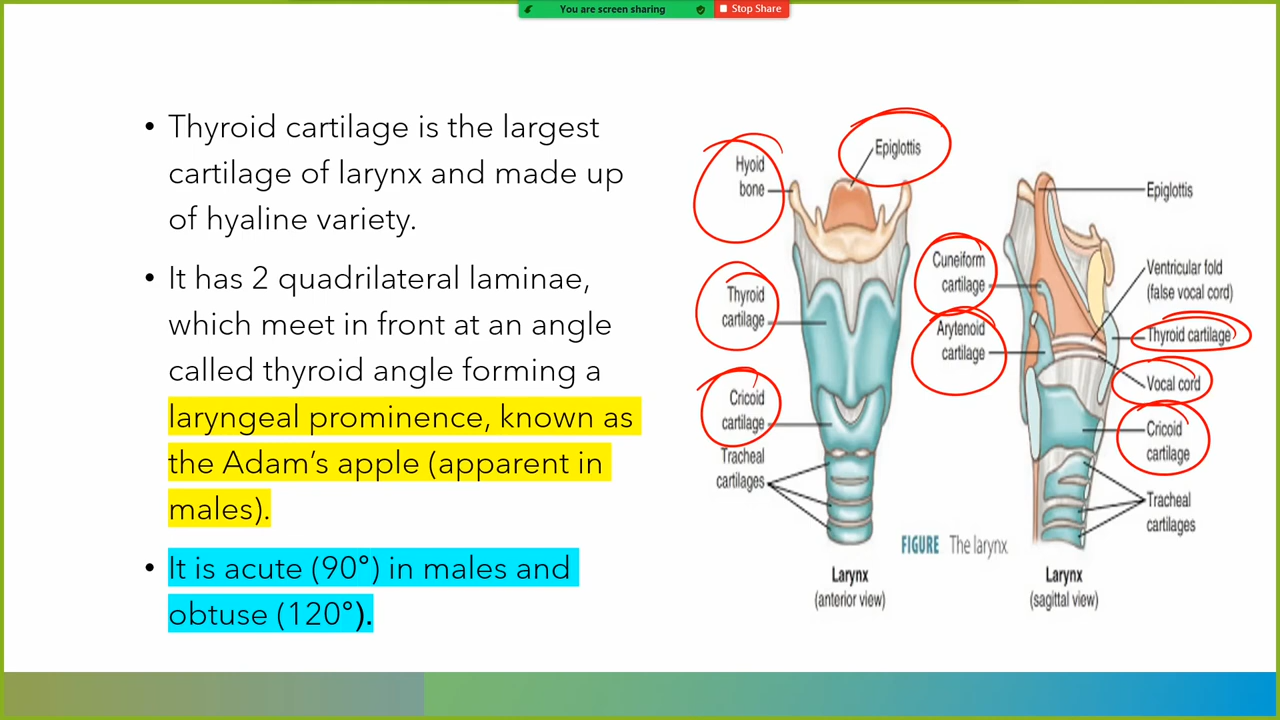 You are screen sharing
Stop Share
• Thyroid cartilage is the largest
cartilage of larynx and made up
of hyaline variety.
• It has 2 quadrilateral laminae,
which meet in front at an angle
called thyroid angle forming a
laryngeal prominence, known as
the Adam's apple (apparent in
males).
• It is acute (90°) in males and
obtuse (120°).
Hyoid
bone
Epiglottis
Thyroid
cartilage
Cricoid
cartilage
Tracheal
cartilages
Larynx
(anterior view)
Cuneiform
cartilage
Arytenoid
cartilage
Epiglottis
Ventricular fold
(false vocal cord)
Thyroid cartilage
Vocal cord
Cricoid
cartilage
Tracheal
cartilages
FIGURE The larynx.
Larynx
(sagittal view)